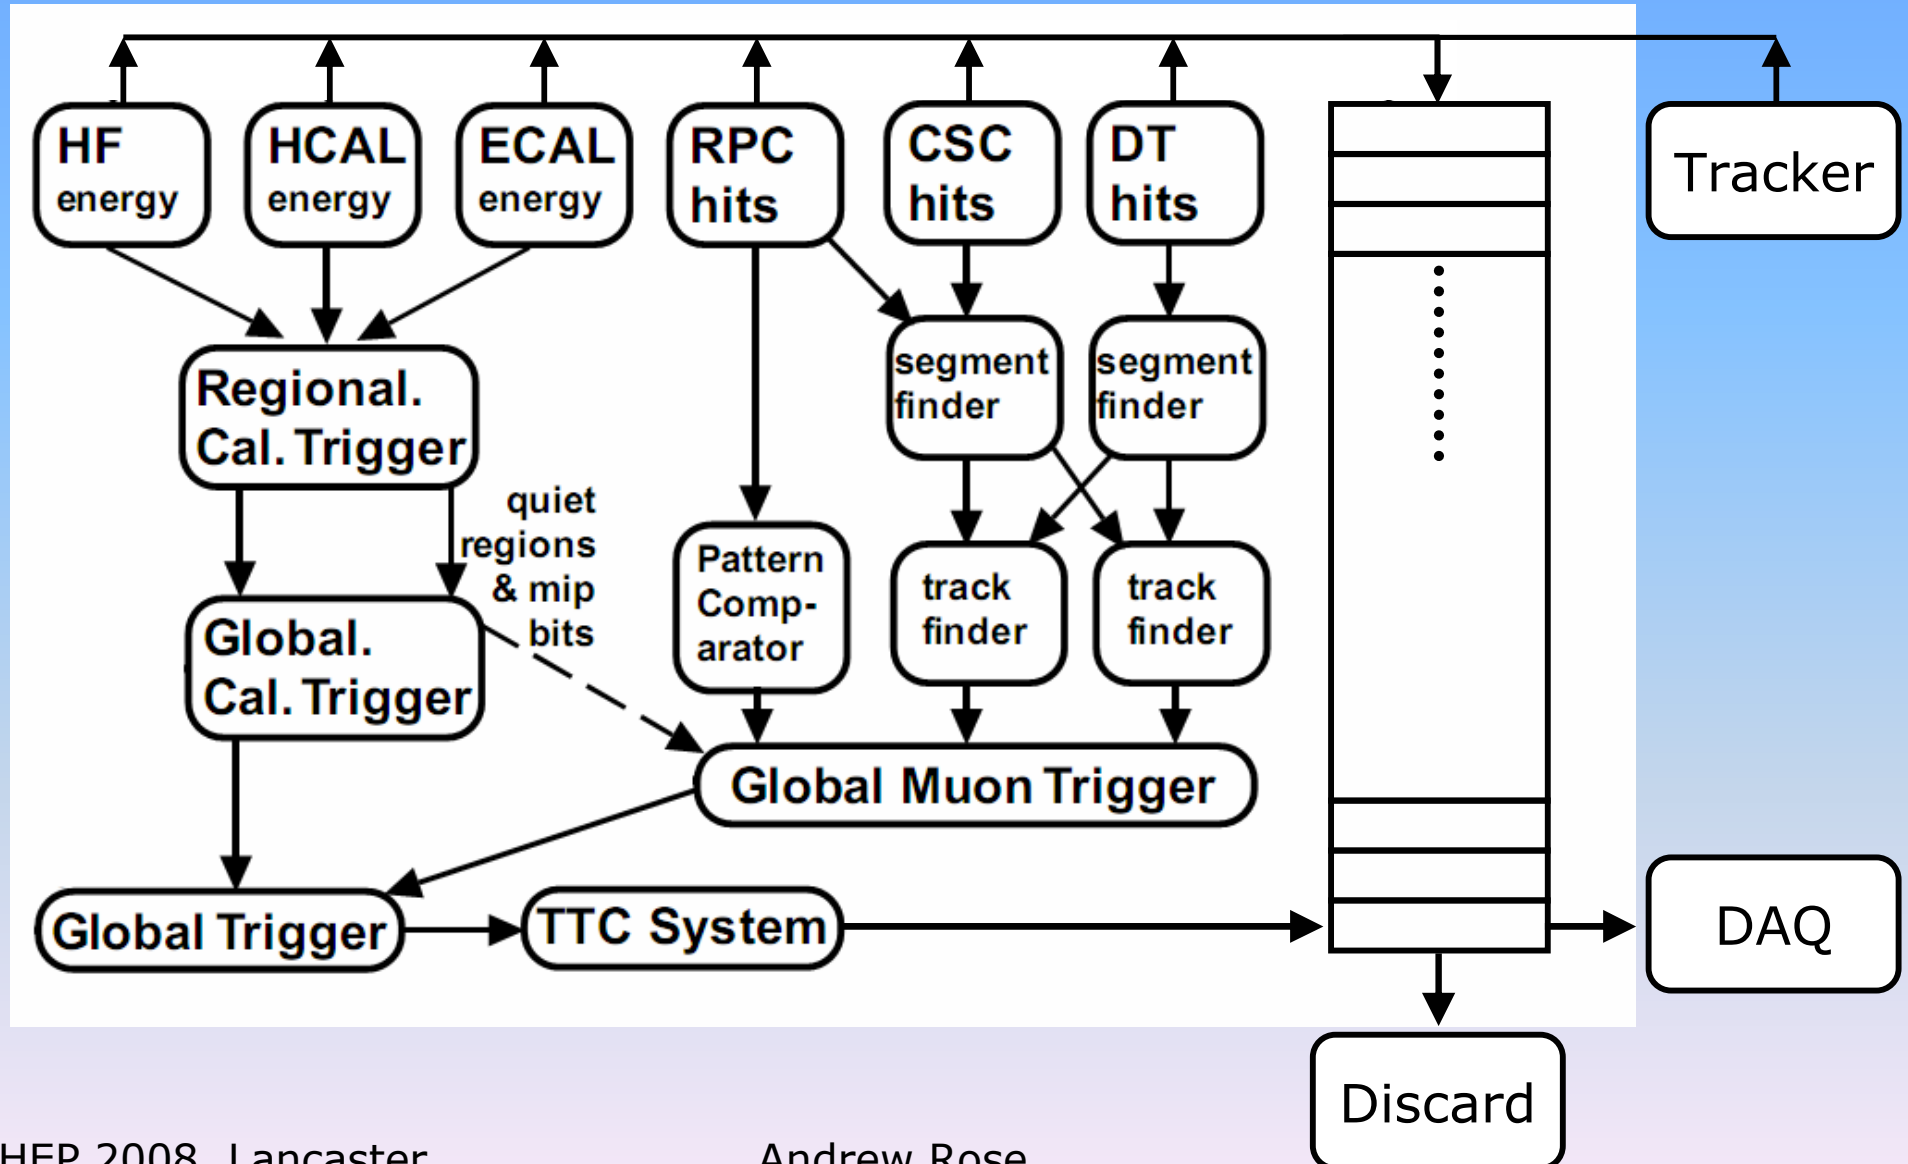 HF
energy
HCAL
energy
ECAL
energy
RPC
hits
CSC
hits
DT
hits
Tracker
segment
finder
segment
finder
Regional.
Cal. Trigger
quiet
regions
& mip
bits
Pattern
Comp-
arator
track
finder
track
finder
Global.
Cal. Trigger
Global Muon Trigger
Global Trigger
TTC System
DAQ
Discard
HEP 2008, Lancaster
Andrew Rose